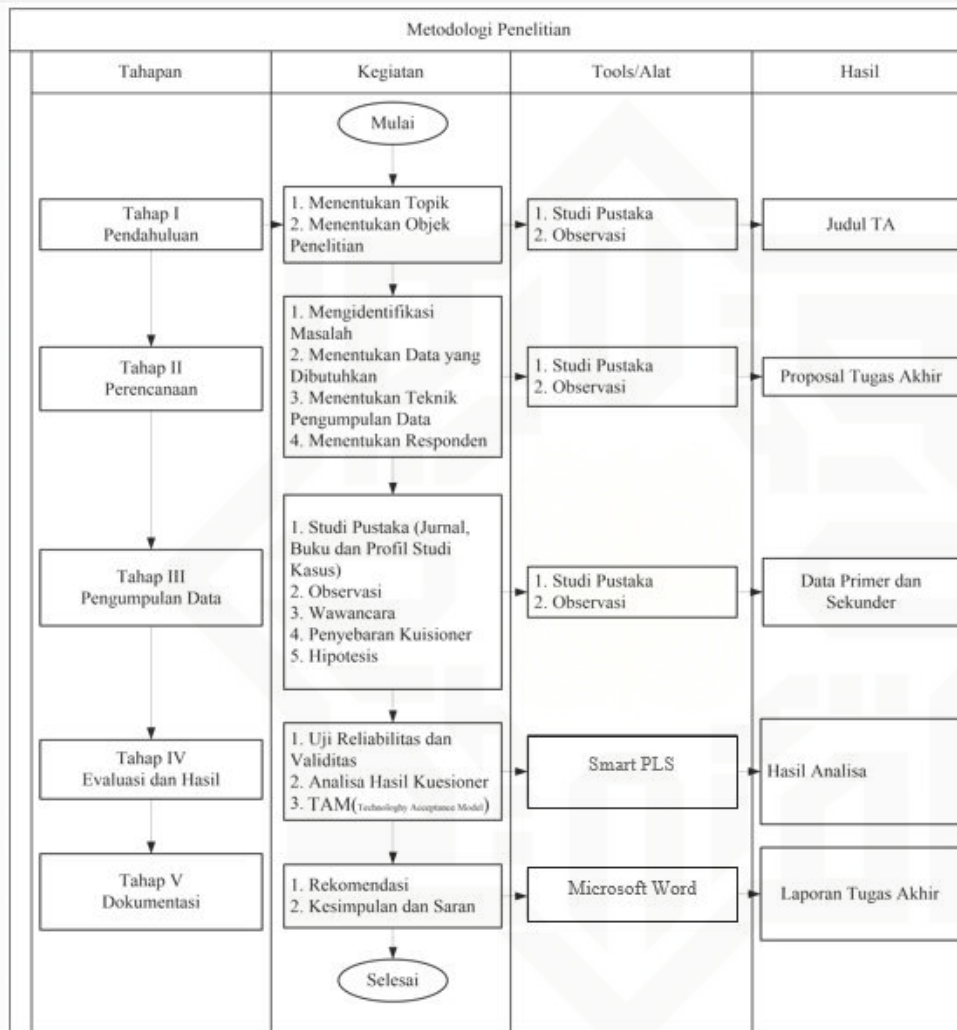 Metodologi Penelitian
Tahapan
Kegiatan
Tools/Alat
Hasil
Mulai
Tahap I
Pendahuluan
1. Menentukan Topik
2. Menentukan Objek
Penelitian
1. Studi Pustaka
2. Observasi
Judul TA
Tahap II
Perencanaan
1. Mengidentifikasi
Masalah
2. Menentukan Data yang
Dibutuhkan
3. Menentukan Teknik
Pengumpulan Data
4. Menentukan Responden
1. Studi Pustaka
2. Observasi
Proposal Tugas Akhir
Tahap III
Pengumpulan Data
1. Studi Pustaka (Jurnal,
Buku dan Profil Studi
Kasus)
2. Observasi
3. Wawancara
4. Penyebaran Kuisioner
5. Hipotesis
1. Studi Pustaka
2. Observasi
Data Primer dan
Sekunder
Tahap IV
Evaluasi dan Hasil
1. Uji Reliabilitas dan
Validitas
2. Analisa Hasil Kuesioner
3. TAM(Technologhy Acceptance Model)
Smart PLS
Hasil Analisa
Tahap V
Dokumentasi
1. Rekomendasi
2. Kesimpulan dan Saran
Microsoft Word
Laporan Tugas Akhir
Selesai